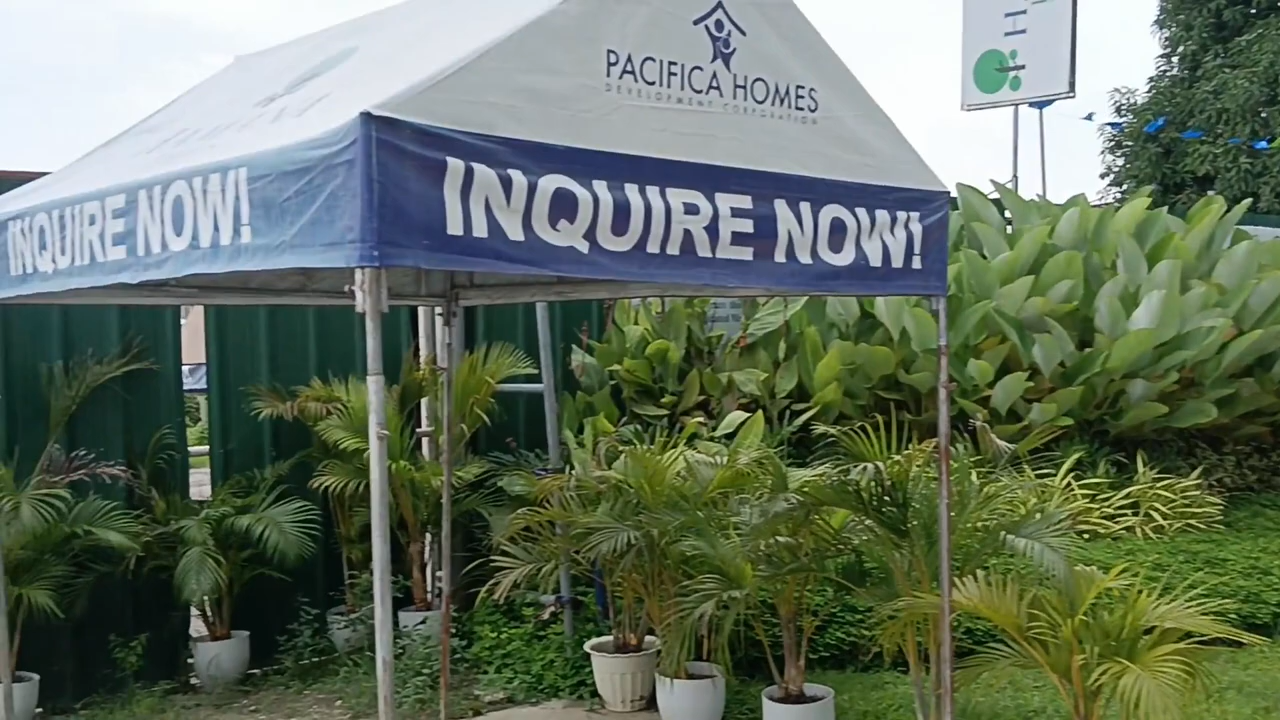 PACIFICA HOMES
DEVELOPMENT CORPORATION
INQUIRE NOW!
INQUIRE NOW!
H